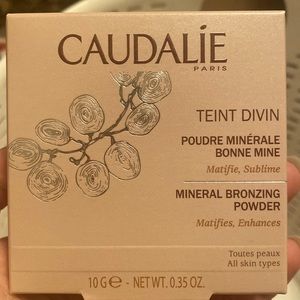 CAUDALÍE
PARIS
TEINT DIVIN
POUDRE MINÉRALE
BONNE MINE
Matifie, Sublime
MINERAL BRONZING
POWDER
Matifies, Enhances
Toutes peaux
All skin types
10 G℮ - NET WT. 0.35 OZ.